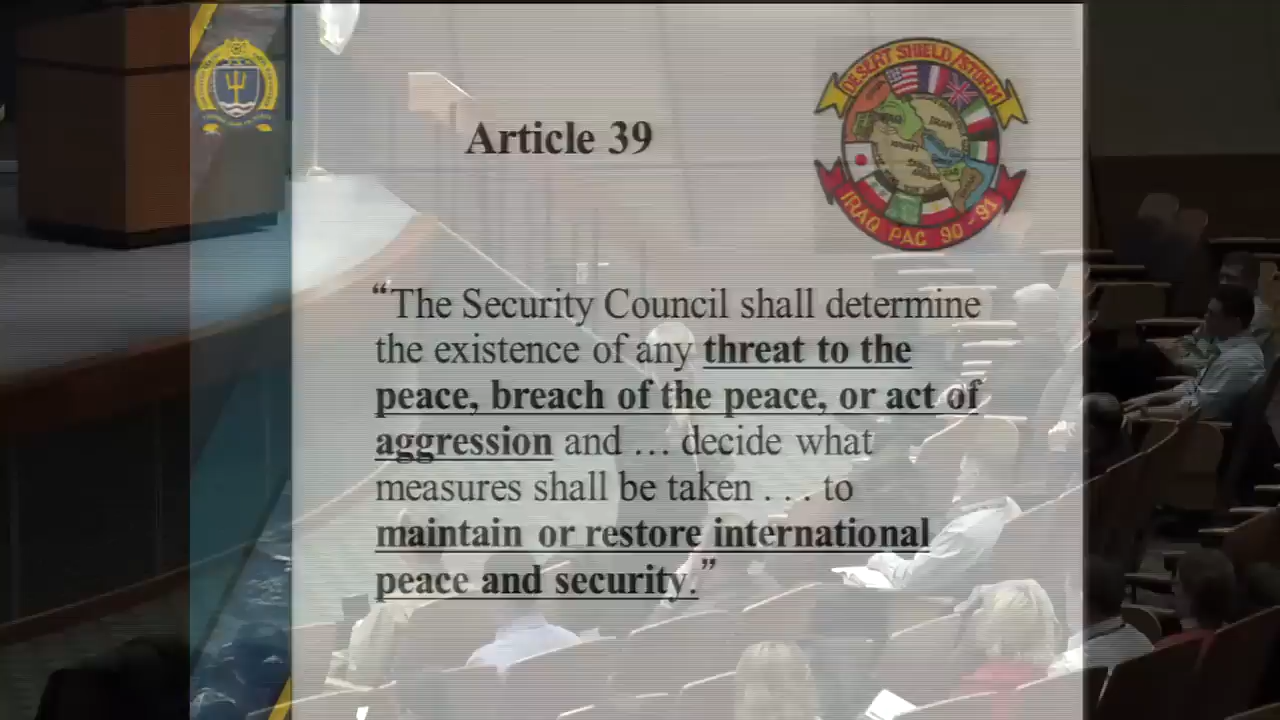 DESERT SHIELD/STORM
IRAQ
IRAN
IRAQ PAC 90-91
Article 39
“The Security Council shall determine
the existence of any threat to the
peace, breach of the peace, or act of
aggression and … decide what
measures shall be taken . . . to
maintain or restore international
peace and security.”